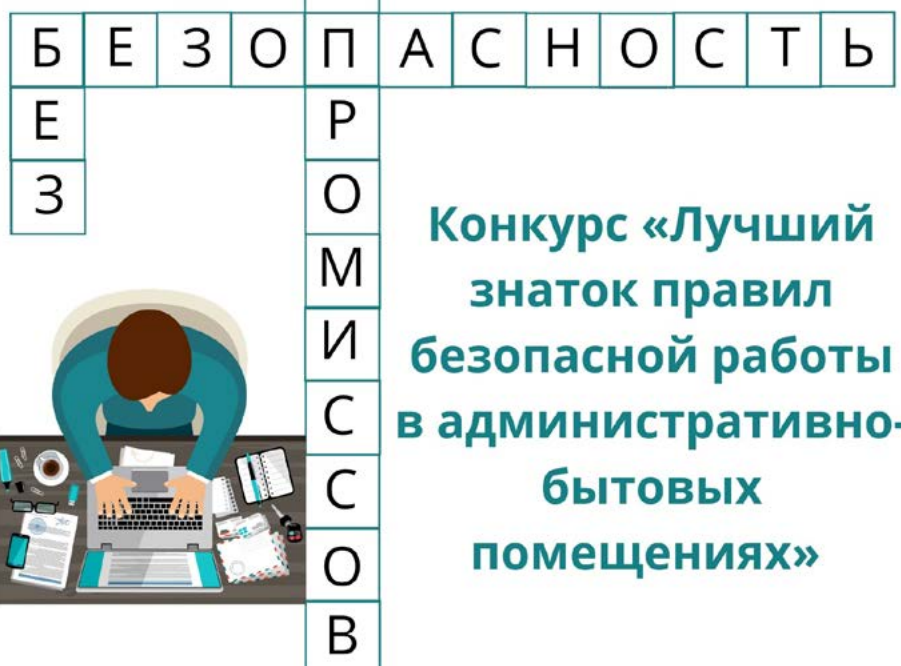 БЕЗОПАСНОСТЬ
БЕЗ
ПРОМИССОВ
Конкурс «Лучший
знаток правил
безопасной работы
в административно-
бытовых
помещениях»